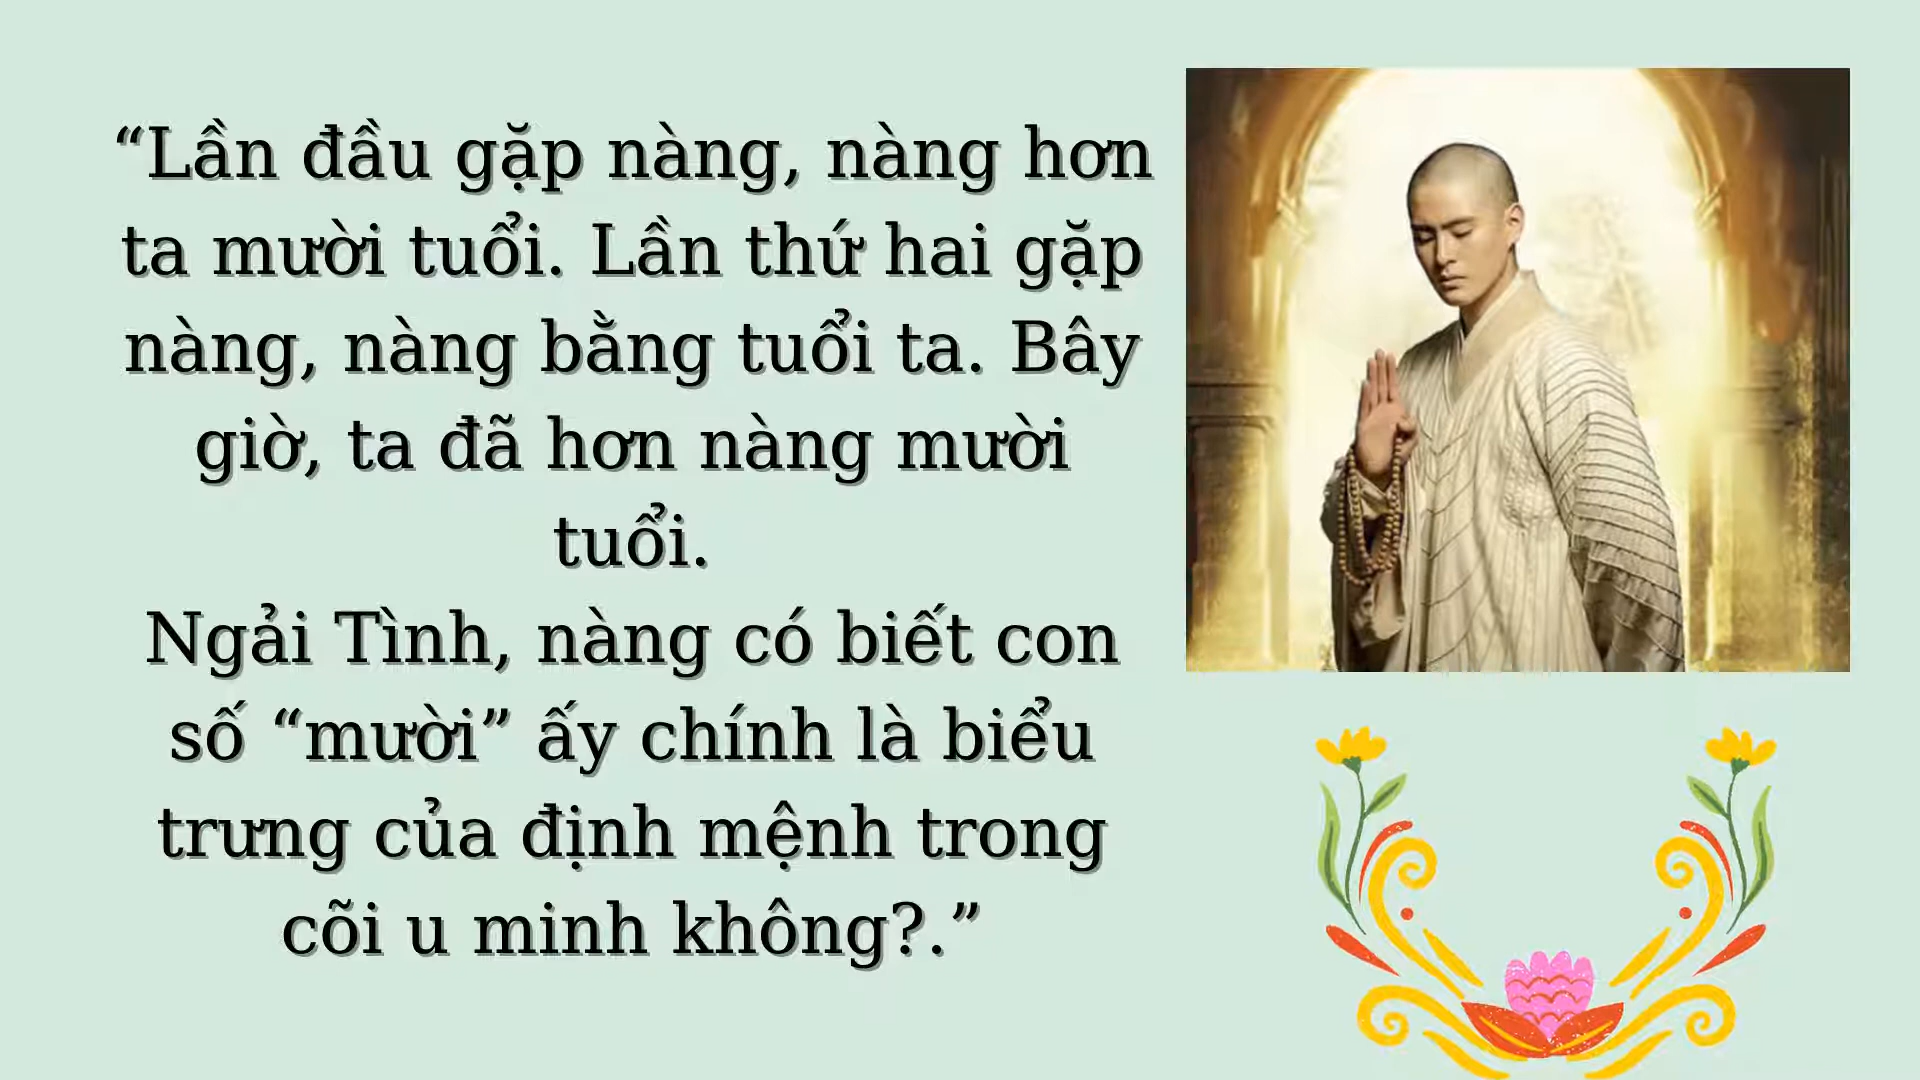 “Lần đầu gặp nàng, nàng hơn
ta mười tuổi. Lần thứ hai gặp
nàng, nàng bằng tuổi ta. Bây
giờ, ta đã hơn nàng mười
tuổi.
Ngải Tình, nàng có biết con
số “mười” ấy chính là biểu
trưng của định mệnh trong
cõi u minh không?.”